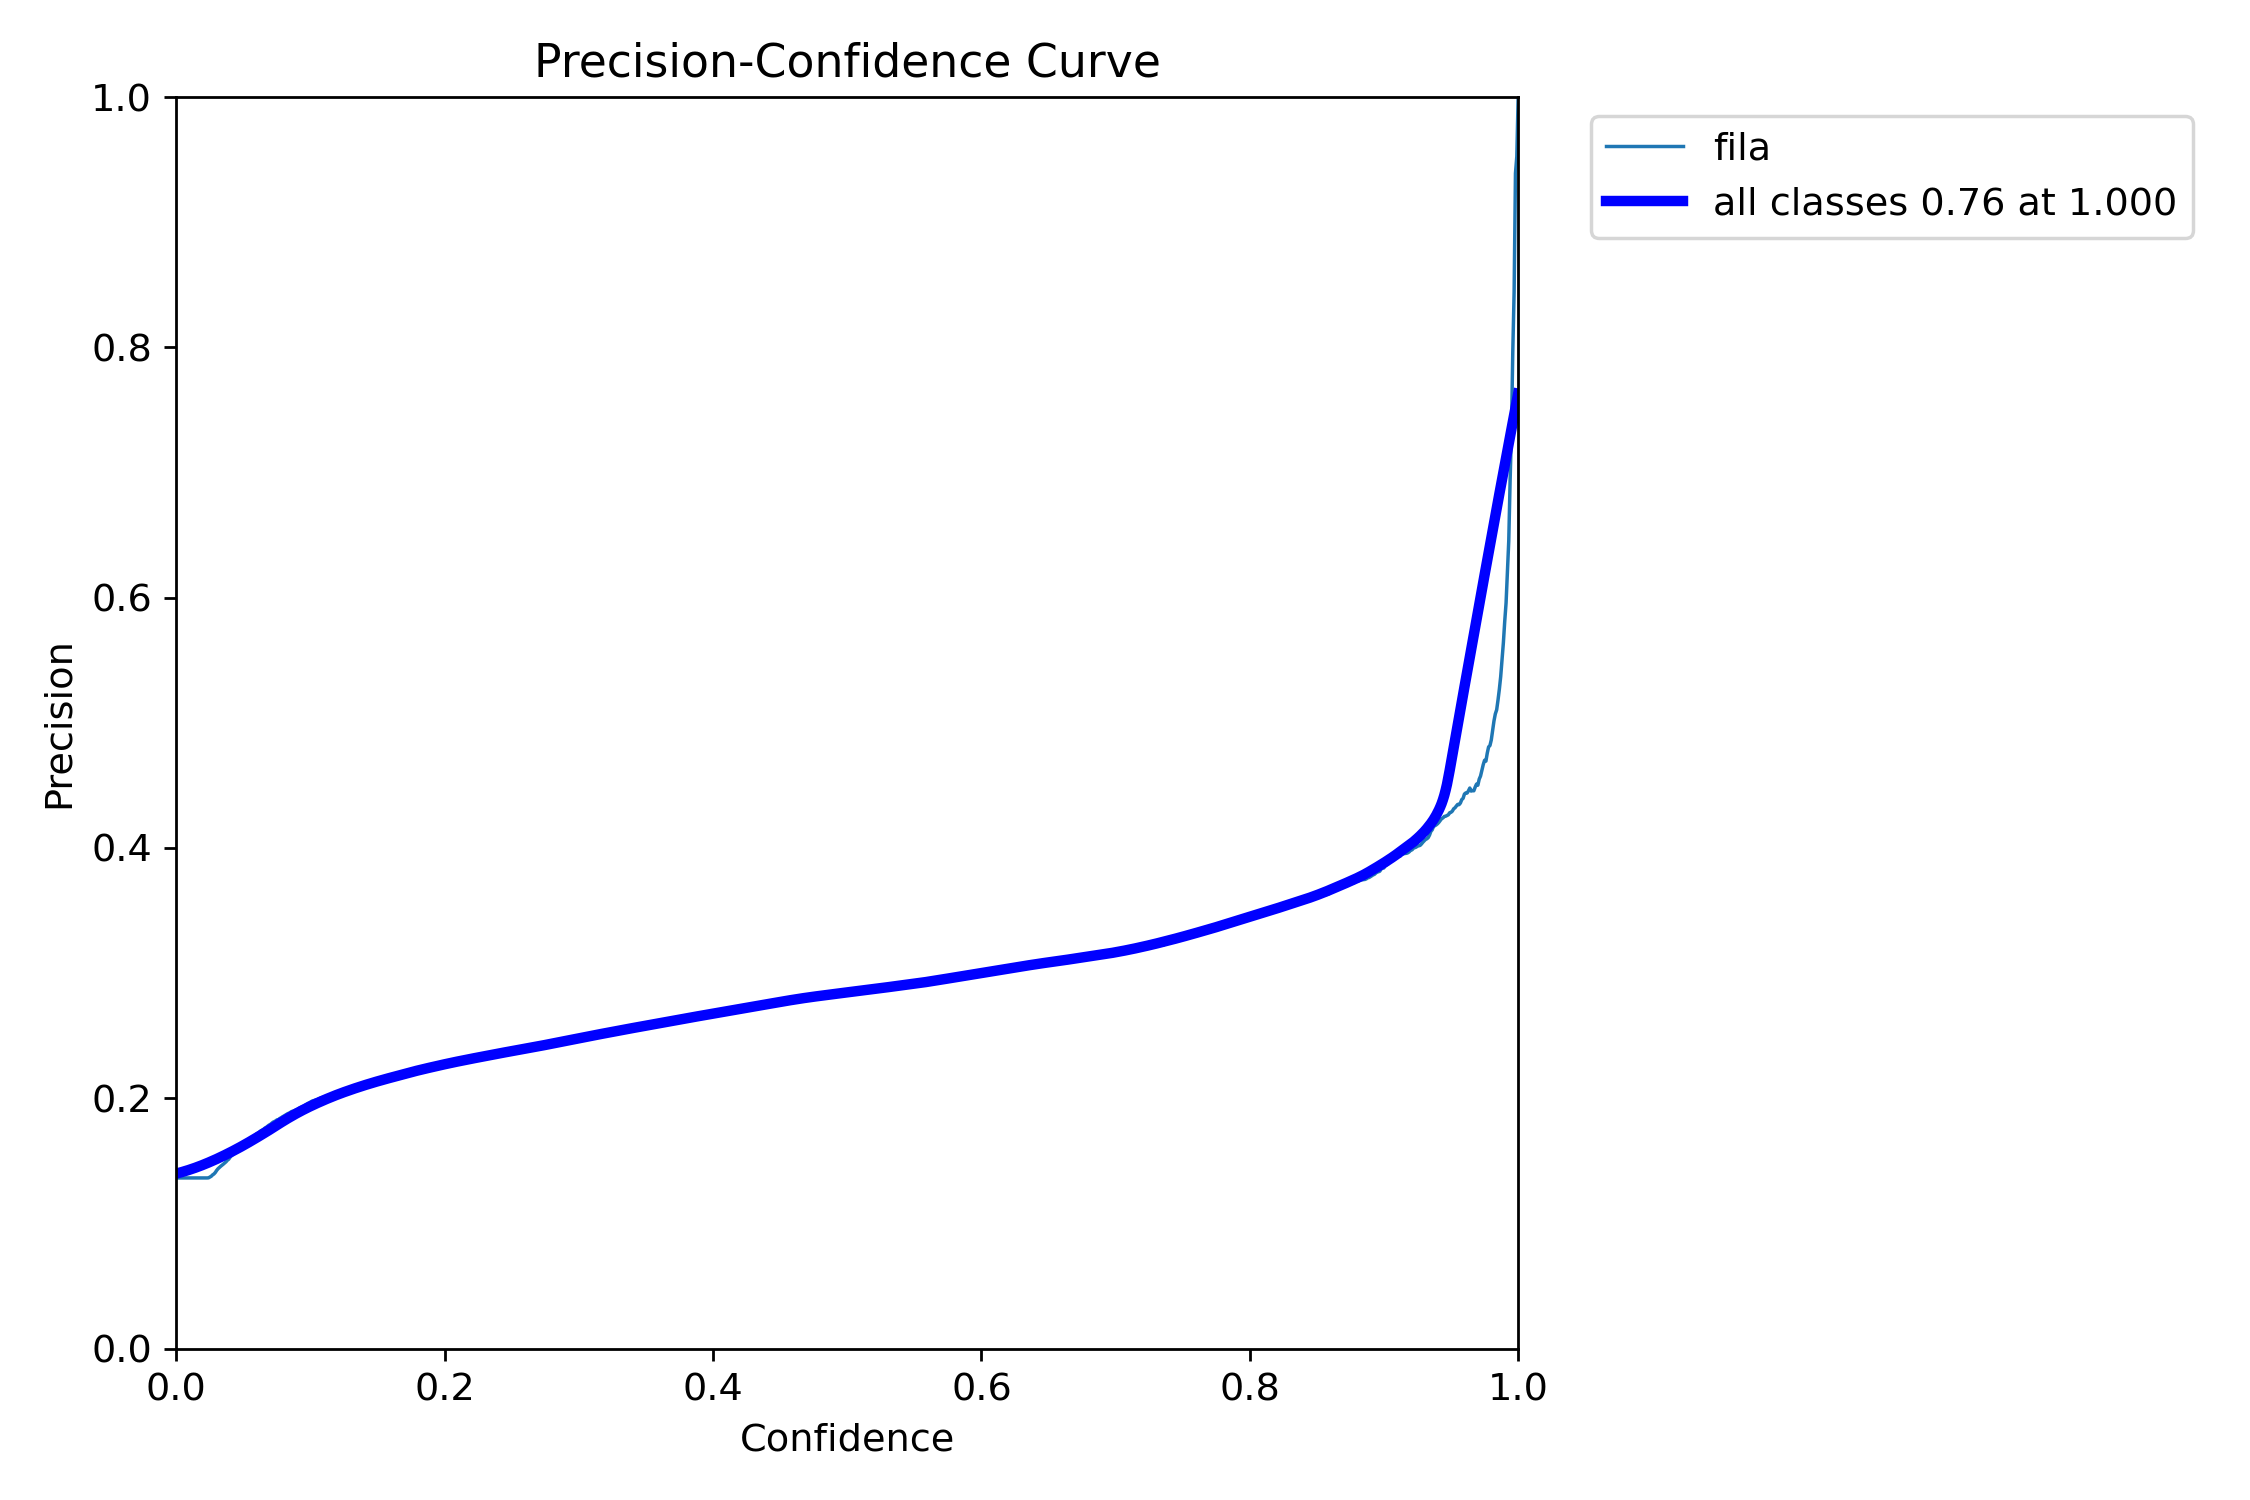 Precision-Confidence Curve
1.0
0.8
0.6
0.4
0.2
0.0
Precision
0.0 0.2 0.4 0.6 0.8 1.0
Confidence
fila
all classes 0.76 at 1.000